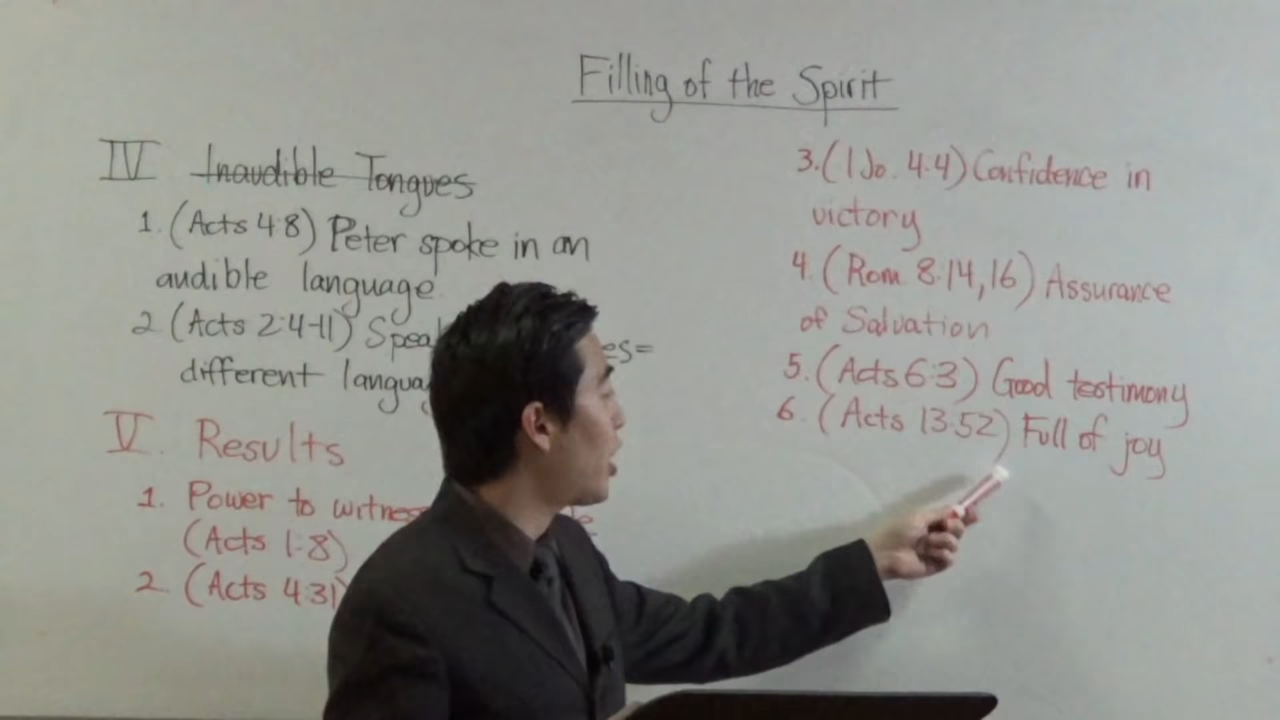 Filling of the Spirit
IV Inaudible Tongues
1. (Acts 4:8) Peter spoke in an
audible language
2 (Acts 2:4-11)
different
V. Results
1. Power to
(Acts 1:8)
2. (Acts 4:31)
3. (1 Jo. 4:4) Confidence in
victory
4. (Rom 8:14,16) Assurance
of Salvation
5. (Acts 6:3) Good testimony
6. (Acts 13:52) Full of joy